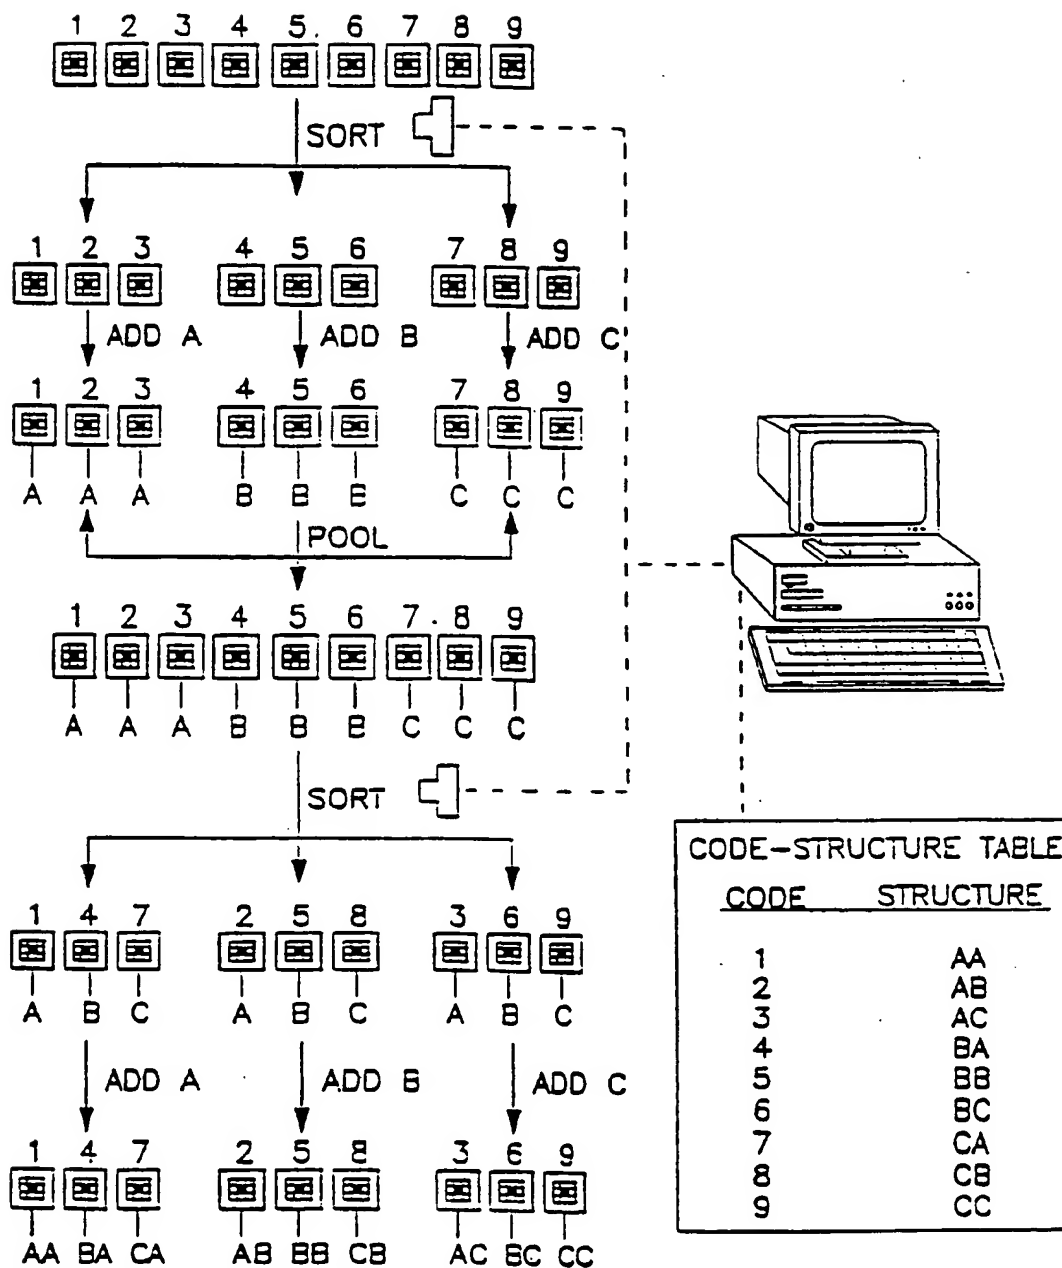 1 2 3 4 5 6 7 8 9
SORT
1 2 3 4 5 6 7 8 9
ADD A ADD B ADD C
1 2 3 4 5 6 7 8 9
A A A B B B C C C
POOL
1 2 3 4 5 6 7 8 9
A A A B B B C C C
SORT
1 4 7 2 5 8 3 6 9
A B C A B C A B C
ADD A ADD B ADD C
1 4 7 2 5 8 3 6 9
AA BA CA AB BB CB AC BC CC
CODE-STRUCTURE TABLE
CODE STRUCTURE
1 AA
2 AB
3 AC
4 BA
5 BB
6 BC
7 CA
8 CB
9 CC